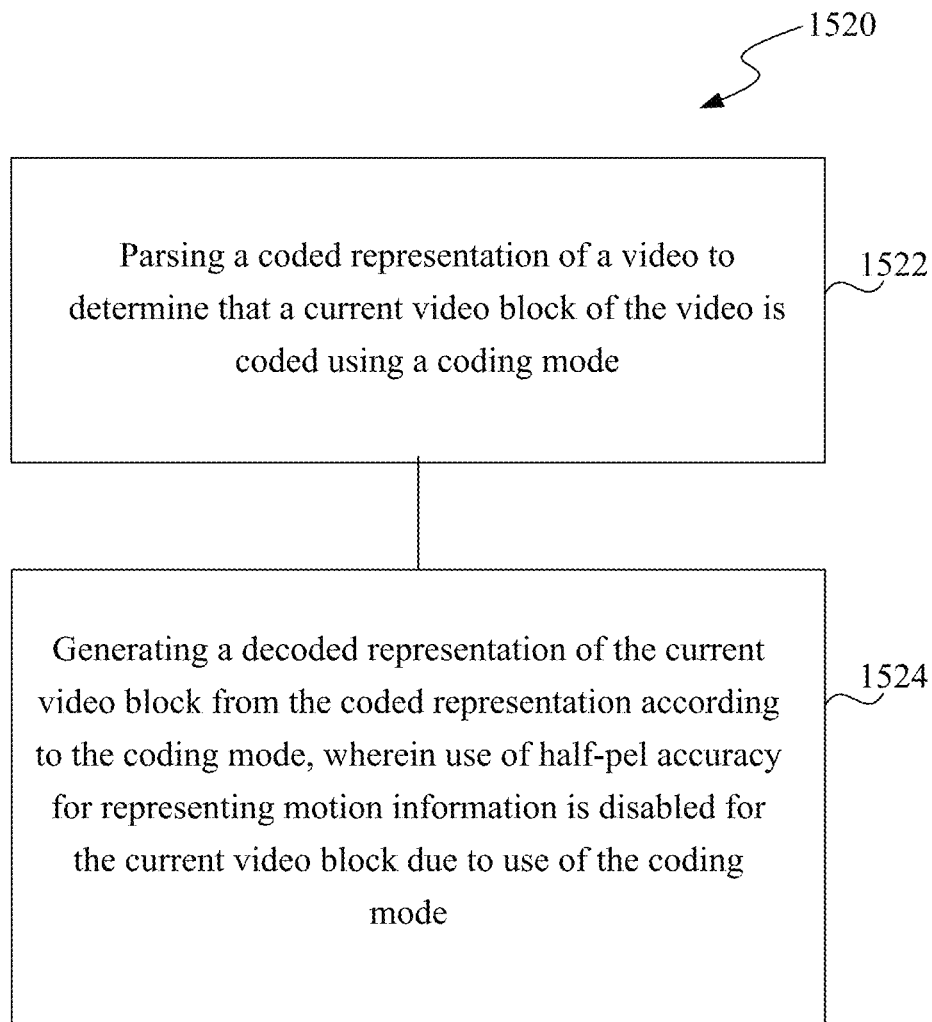 1520
Parsing a coded representation of a video to
determine that a current video block of the video is
coded using a coding mode
1522
Generating a decoded representation of the current
video block from the coded representation according
to the coding mode, wherein use of half-pel accuracy
for representing motion information is disabled for
the current video block due to use of the coding
mode
1524